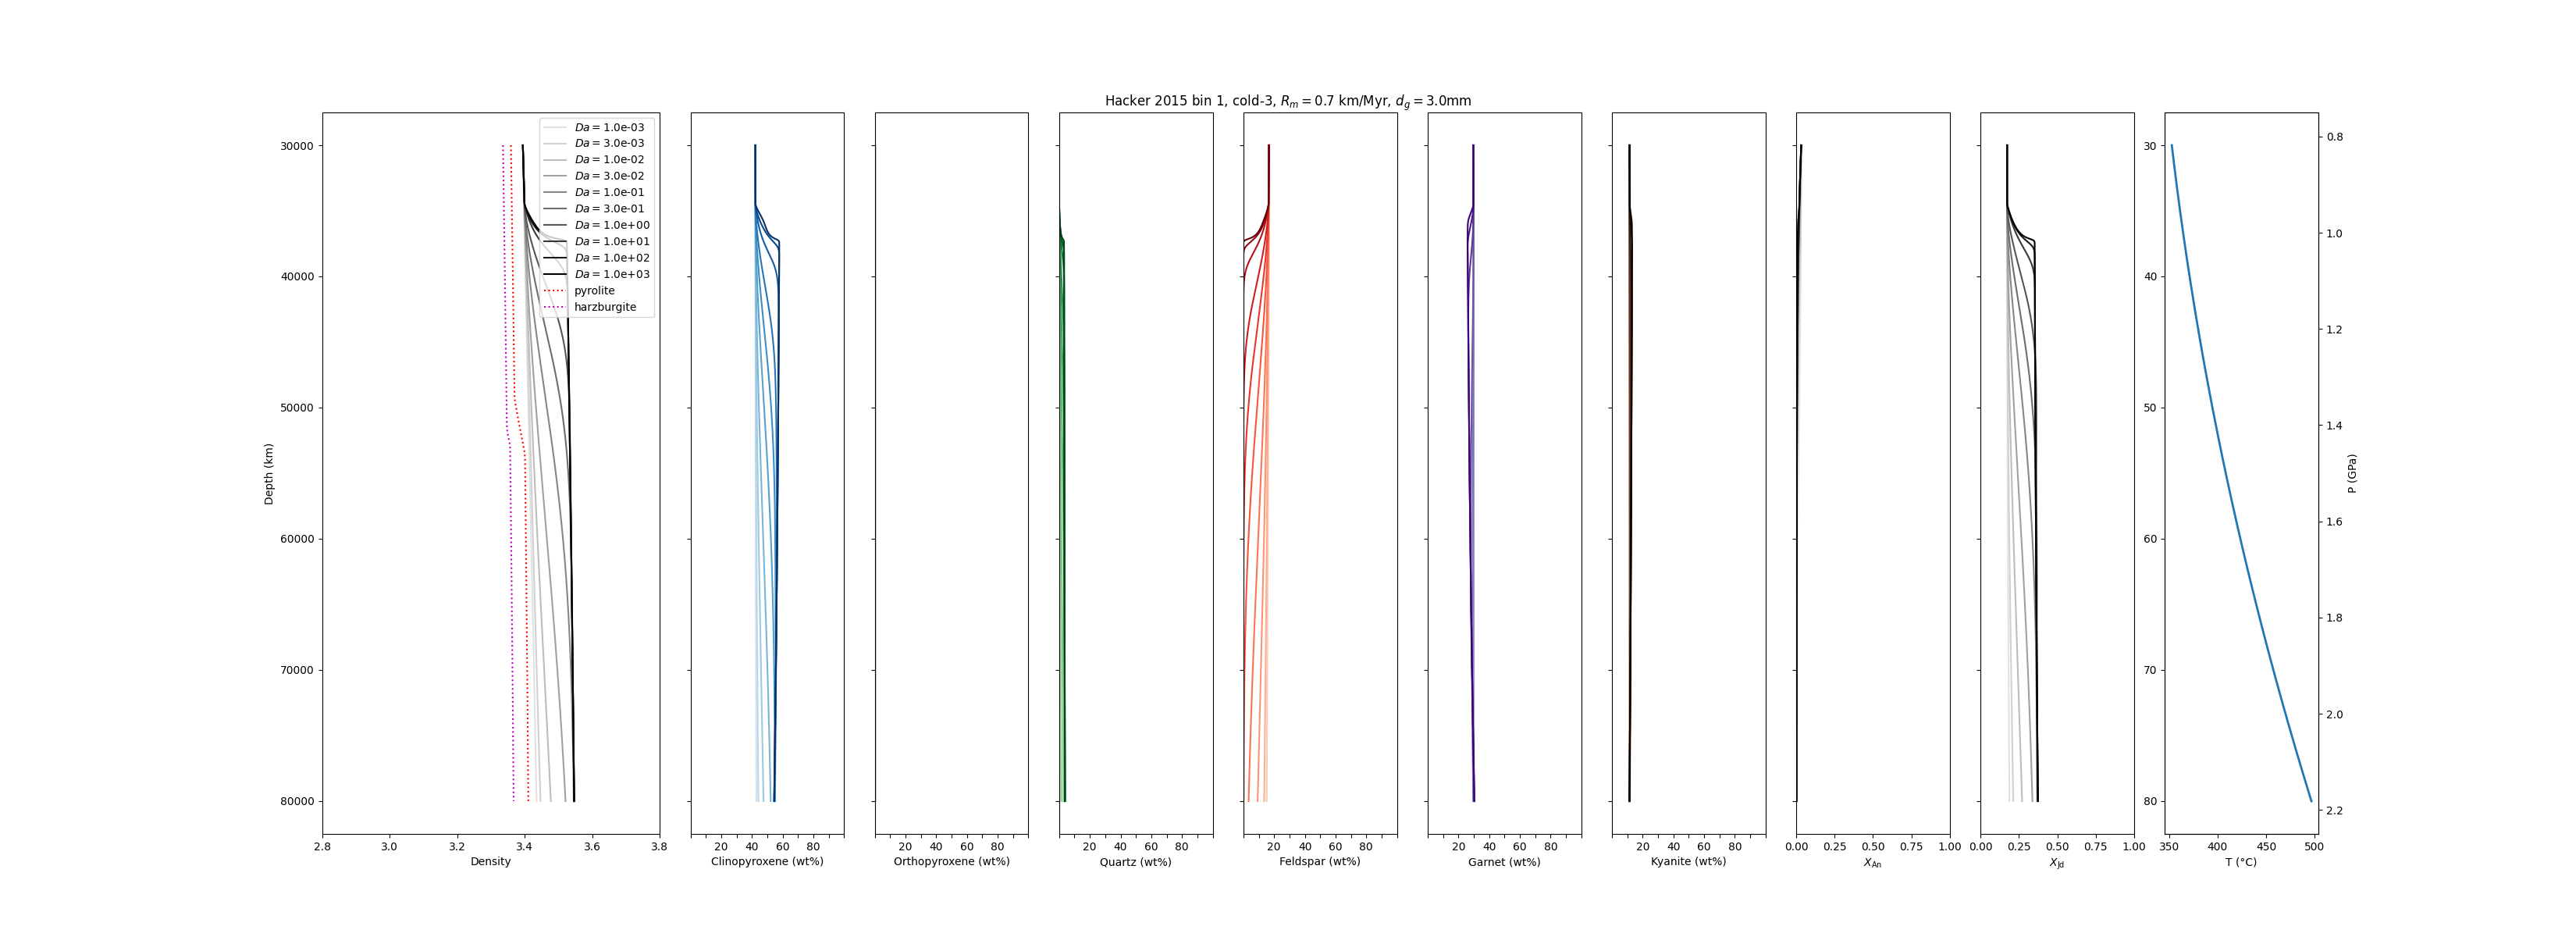 Hacker 2015 bin 1, cold-3, R_m = 0.7 km/Myr, d_g = 3.0mm
Da = 1.0e-03
Da = 3.0e-03
Da = 1.0e-02
Da = 3.0e-02
Da = 1.0e-01
Da = 3.0e-01
Da = 1.0e+00
Da = 1.0e+01
Da = 1.0e+02
Da = 1.0e+03
pyrolite
harzburgite
Depth (km)
30000
40000
50000
60000
70000
80000
2.8 3.0 3.2 3.4 3.6 3.8
Density
20 40 60 80
Clinopyroxene (wt%)
20 40 60 80
Orthopyroxene (wt%)
20 40 60 80
Quartz (wt%)
20 40 60 80
Feldspar (wt%)
20 40 60 80
Garnet (wt%)
20 40 60 80
Kyanite (wt%)
0.00 0.25 0.50 0.75 1.00
X_An
0.00 0.25 0.50 0.75 1.00
X_Jd
30
40
50
60
70
80
350 400 450 500
T (°C)
0.8
1.0
1.2
1.4
1.6
1.8
2.0
2.2
P (GPa)